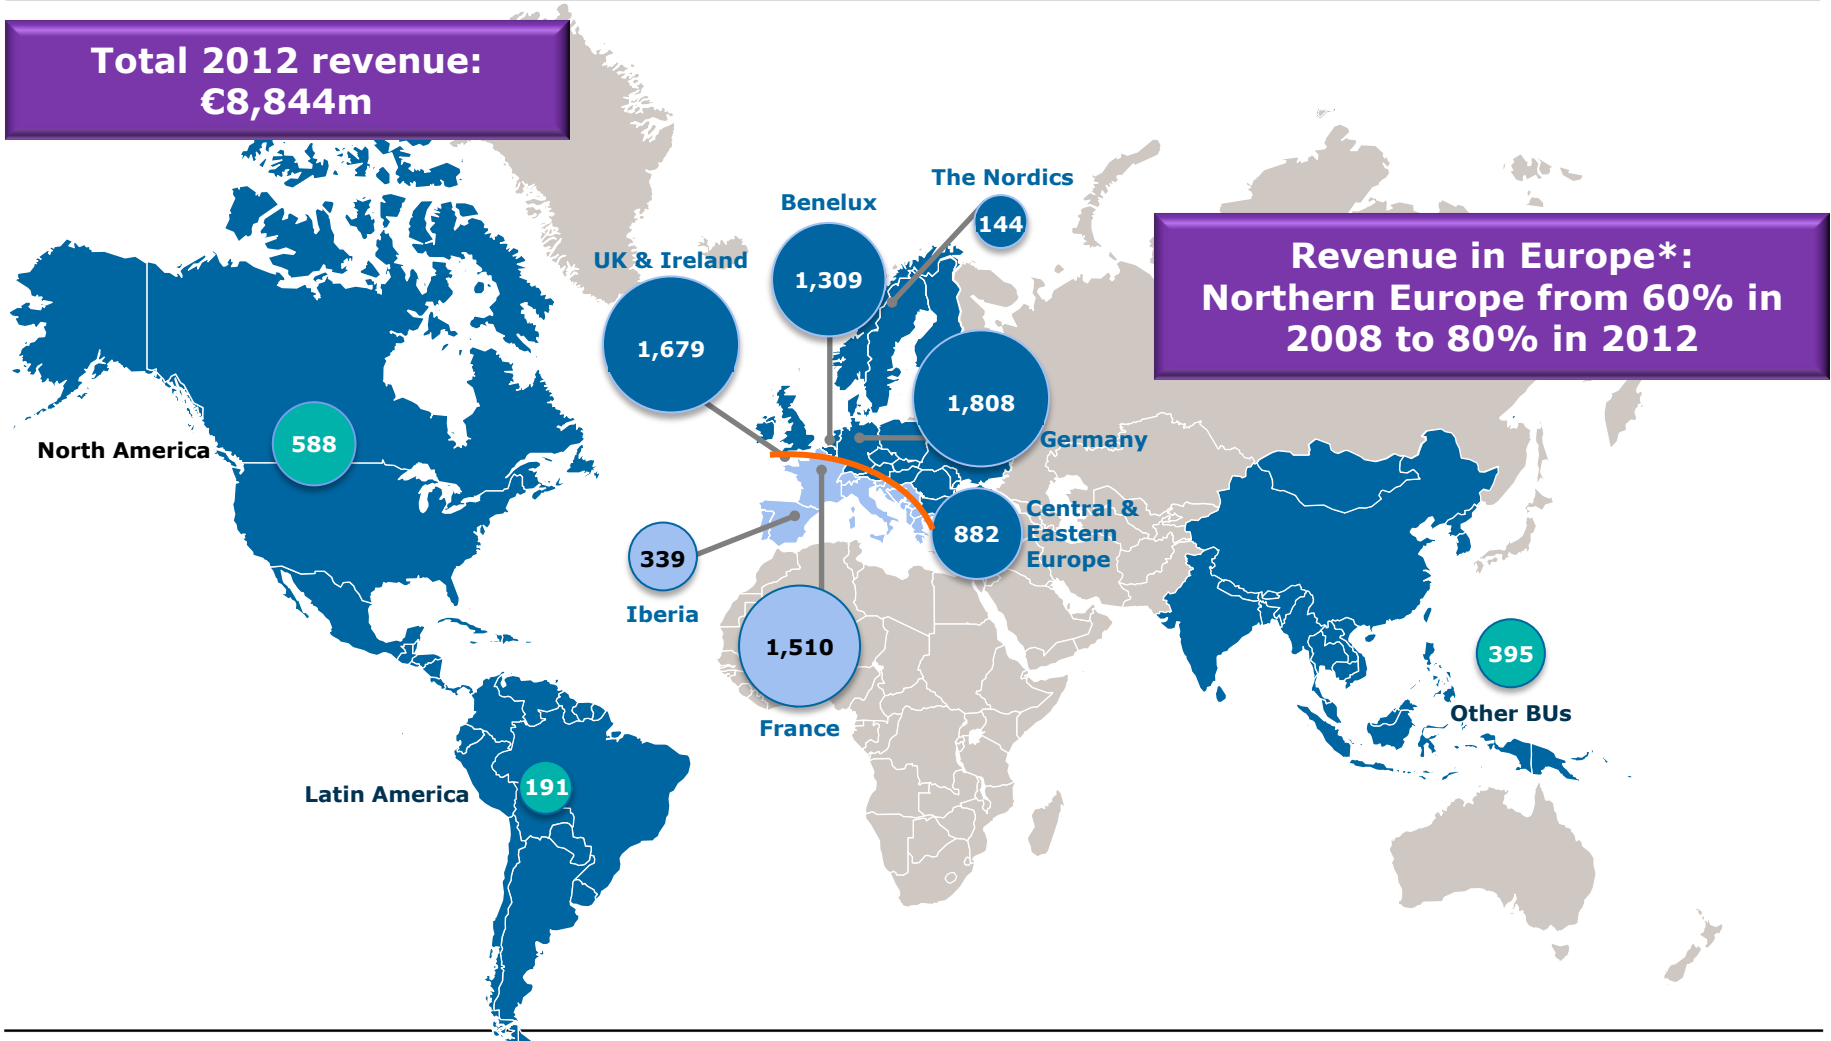 Total 2012 revenue:
€8,844m
The Nordics
144
Benelux
1,309
Revenue in Europe*:
Northern Europe from 60% in
2008 to 80% in 2012
UK & Ireland
1,679
1,808
Germany
North America
588
Central &
Eastern
Europe
882
339
Iberia
1,510
France
395
Other BUs
Latin America
191